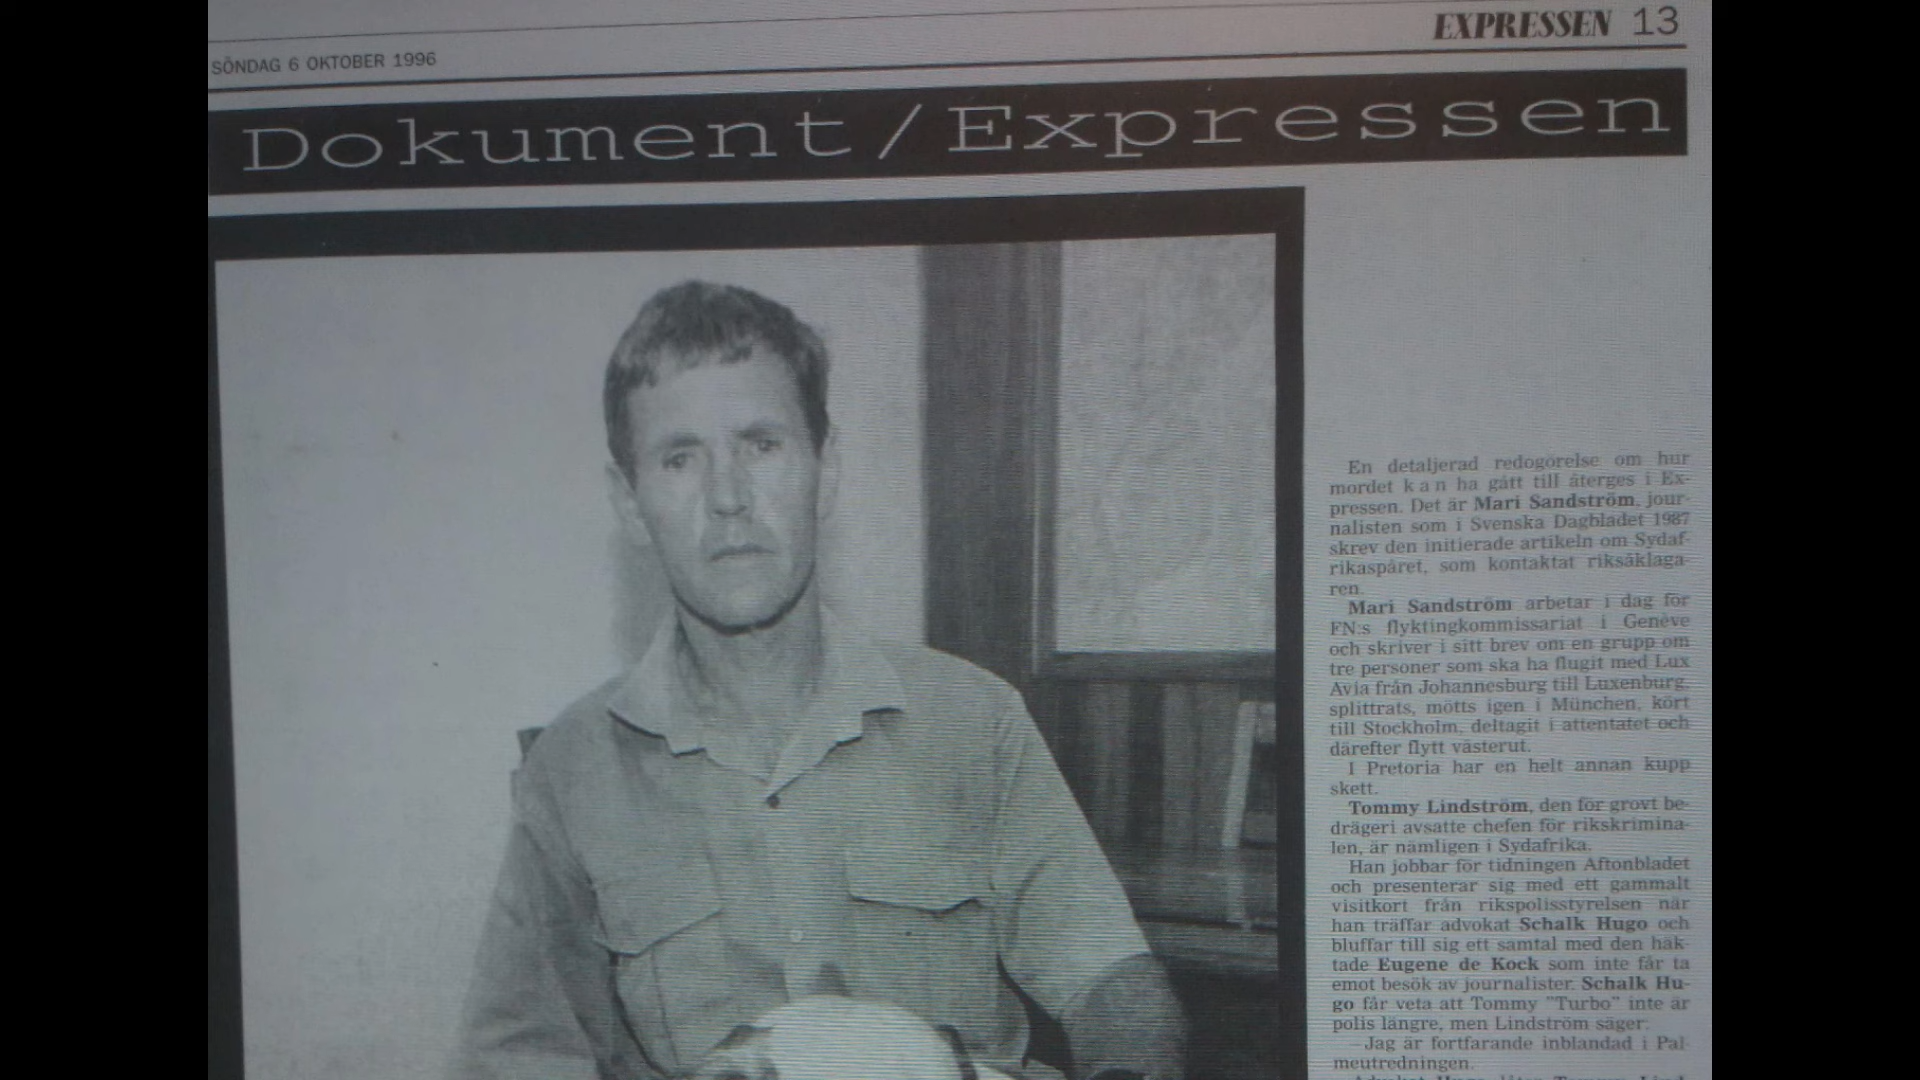 SÖNDAG 6 OKTOBER 1996
EXPRESSEN 13
Dokument/Expressen
En detaljerad redogörelse om hur
mordet kan ha gått till återges i Ex-
pressen. Det är Mari Sandström, jour-
nalisten som i Svenska Dagbladet 1987
skrev den initierade artikeln om Sydaf-
rikaspåret, som kontaktat riksåklaga-
ren.
Mari Sandström arbetar i dag för
FN:s flyktingkommissariat i Genève
och skriver i sitt brev om en grupp om
tre personer som ska ha flugit med Lux
Avia från Johannesburg till Luxenburg,
splittrats, mötts igen i München, kört
till Stockholm, deltagit i attentatet och
därefter flytt västerut.
I Pretoria har en helt annan kupp
skett.
Tommy Lindström, den för grovt be-
drägeri avsatte chefen för rikskrimina-
len, är nämligen i Sydafrika.
Han jobbar för tidningen Aftonbladet
och presenterar sig med ett gammalt
visitkort från rikspolisstyrelsen när
han träffar advokat Schalk Hugo och
bluffar till sig ett samtal med den häk-
tade Eugene de Kock som inte får ta
emot besök av journalister. Schalk Hu-
go får veta att Tommy "Turbo" inte är
polis längre, men Lindström säger:
– Jag är fortfarande inblandad i Pal-
meutredningen.